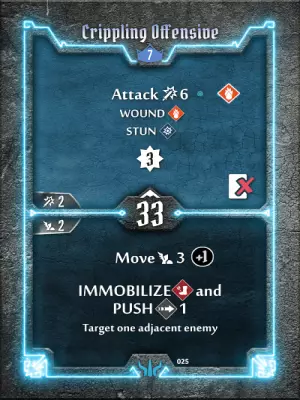 Crippling Offensive
7
Attack 6
WOUND
STUN
3
2
33
2
Move 3 +1
IMMOBILIZE and
PUSH 1
Target one adjacent enemy
025